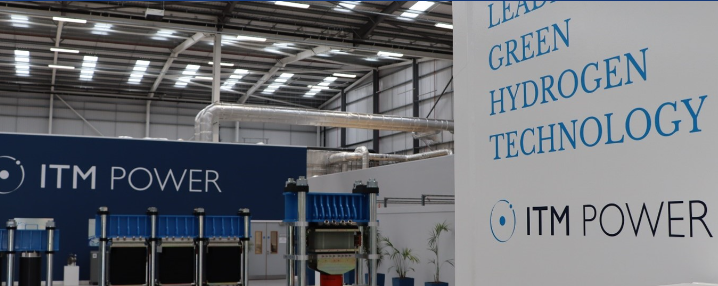 ITM POWER
GREEN
HYDROGEN
TECHNOLOGY
ITM POWER